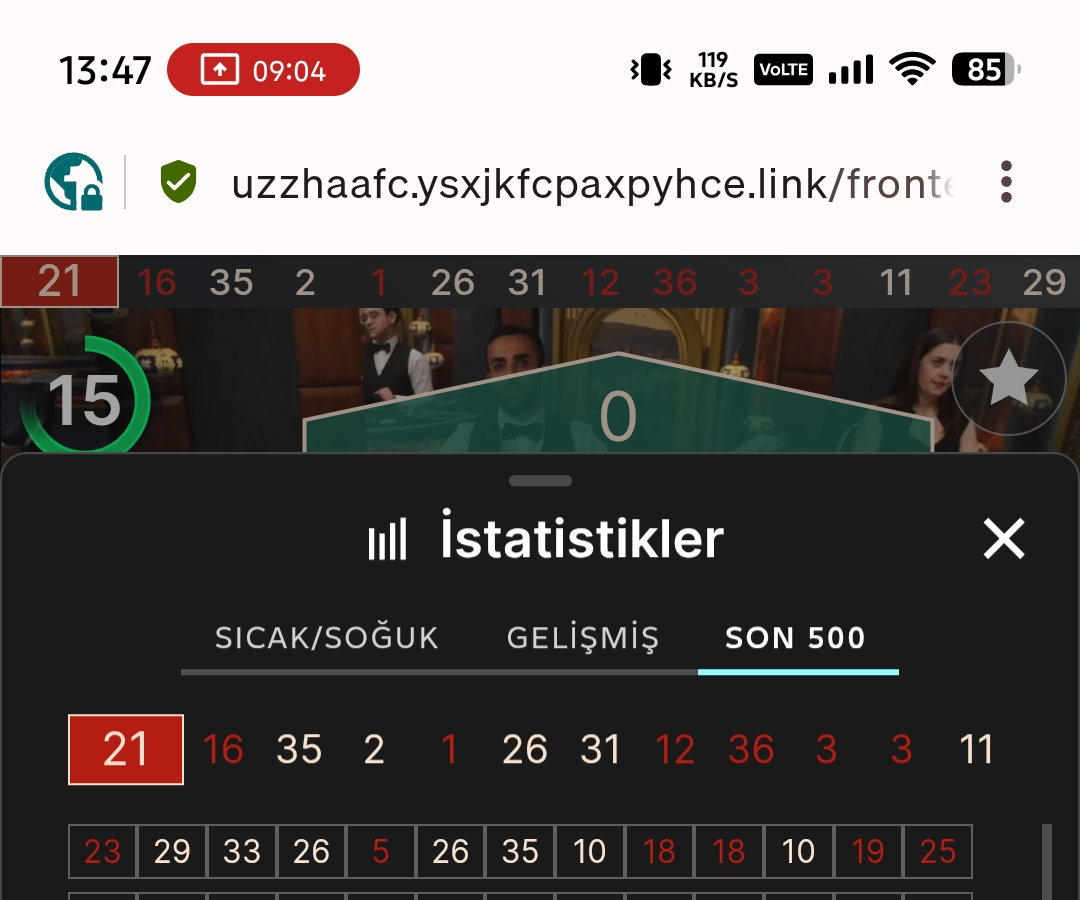 13:47 09:04 119 KB/S VoLTE 85
uzzhaafc.ysxjkfcpaxpyhce.link/fronte
21 16 35 2 1 26 31 12 36 3 3 11 23 29
15
0
İstatistikler
SICAK/SOĞUK GELİŞMİŞ SON 500
21 16 35 2 1 26 31 12 36 3 3 11
23 29 33 26 5 26 35 10 18 18 10 19 25